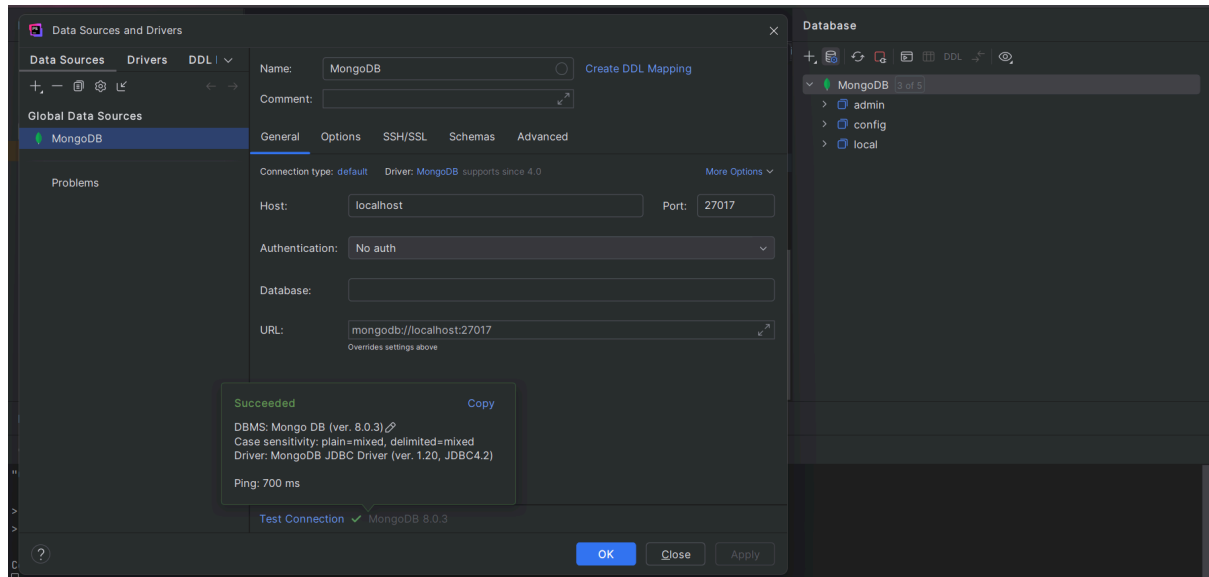 Data Sources and Drivers
Data Sources Drivers DDL
Global Data Sources
MongoDB
Problems
Name: MongoDB Create DDL Mapping
Comment:
General Options SSH/SSL Schemas Advanced
Connection type: default Driver: MongoDB supports since 4.0 More Options
Host: localhost Port: 27017
Authentication: No auth
Database:
URL: mongodb://localhost:27017
Overrides settings above
Succeeded Copy
DBMS: Mongo DB (ver. 8.0.3)
Case sensitivity: plain=mixed, delimited=mixed
Driver: MongoDB JDBC Driver (ver. 1.20, JDBC4.2)
Ping: 700 ms
Test Connection MongoDB 8.0.3
? OK Close Apply
Database
DDL
MongoDB 3 of 5
admin
config
local